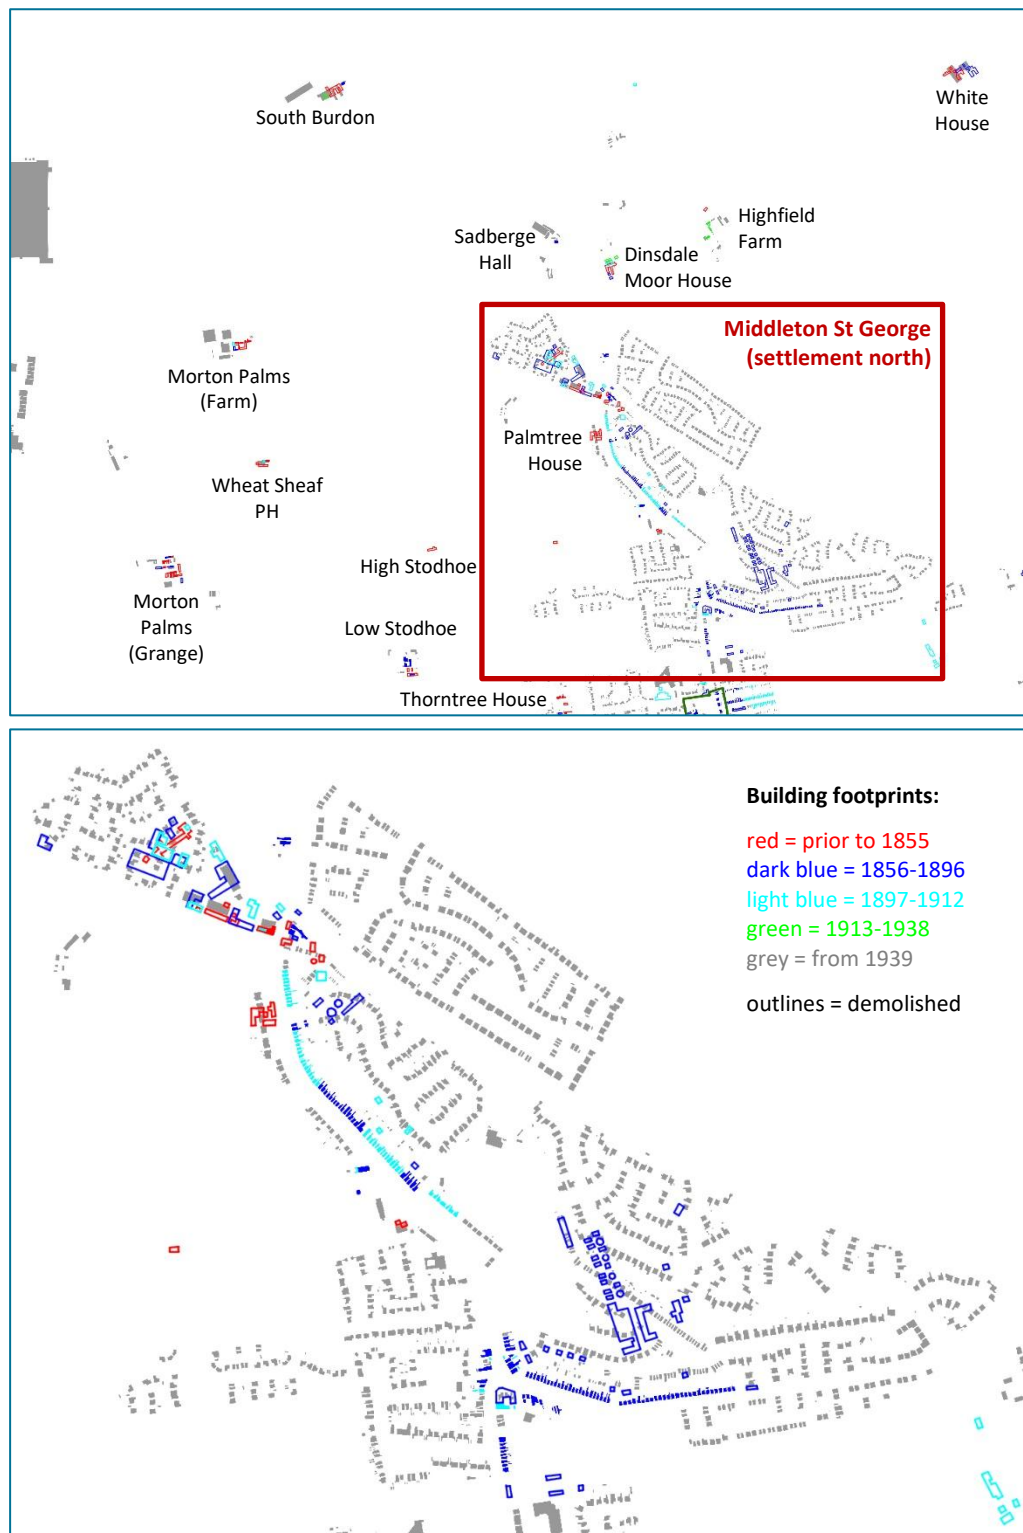 South Burdon
White
House
Sadberge
Hall
Highfield
Farm
Dinsdale
Moor House
Middleton St George
(settlement north)
Morton Palms
(Farm)
Palmtree
House
Wheat Sheaf
PH
High Stodhoe
Morton
Palms
(Grange)
Low Stodhoe
Thorntree House
Building footprints:
red = prior to 1855
dark blue = 1856-1896
light blue = 1897-1912
green = 1913-1938
grey = from 1939
outlines = demolished